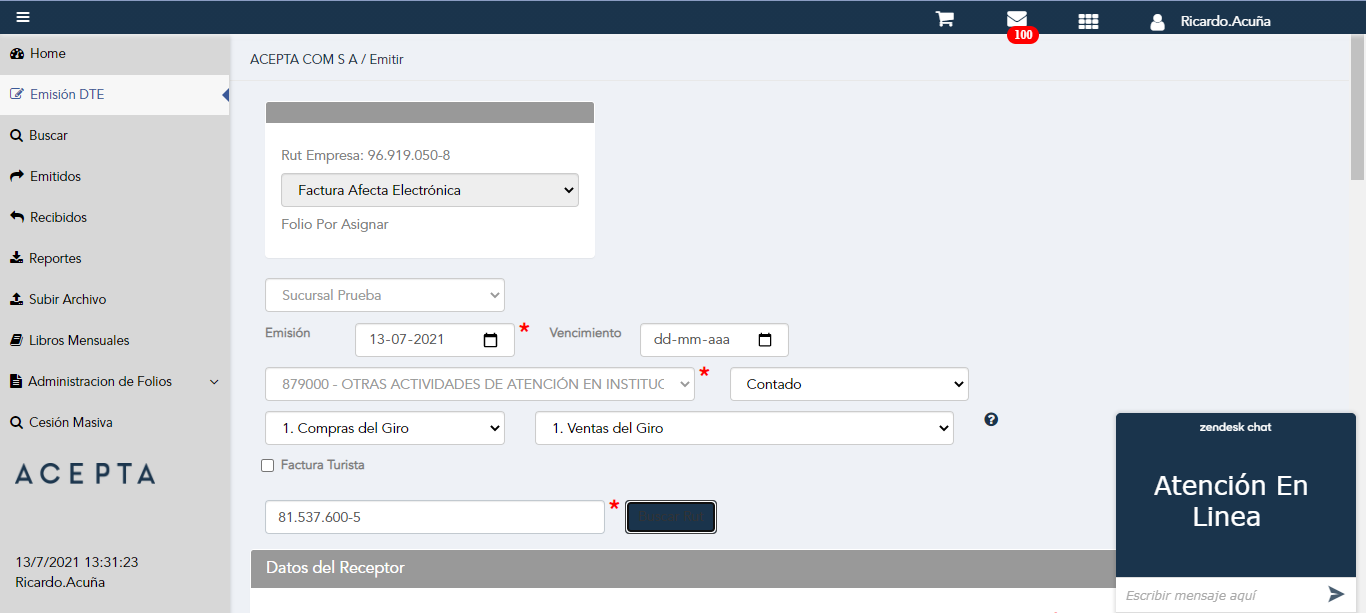 100
Ricardo.Acuña
Home
Emisión DTE
Buscar
Emitidos
Recibidos
Reportes
Subir Archivo
Libros Mensuales
Administracion de Folios
Cesión Masiva
ACEPTA
13/7/2021 13:31:23
Ricardo.Acuña
ACEPTA COM S A / Emitir
Rut Empresa: 96.919.050-8
Factura Afecta Electrónica
Folio Por Asignar
Sucursal Prueba
Emisión 13-07-2021 * Vencimiento dd-mm-aaa
879000 - OTRAS ACTIVIDADES DE ATENCIÓN EN INSTITUC * Contado
1. Compras del Giro 1. Ventas del Giro ?
Factura Turista
81.537.600-5 *
Datos del Receptor
zendesk chat
Atención En
Linea
Escribir mensaje aquí